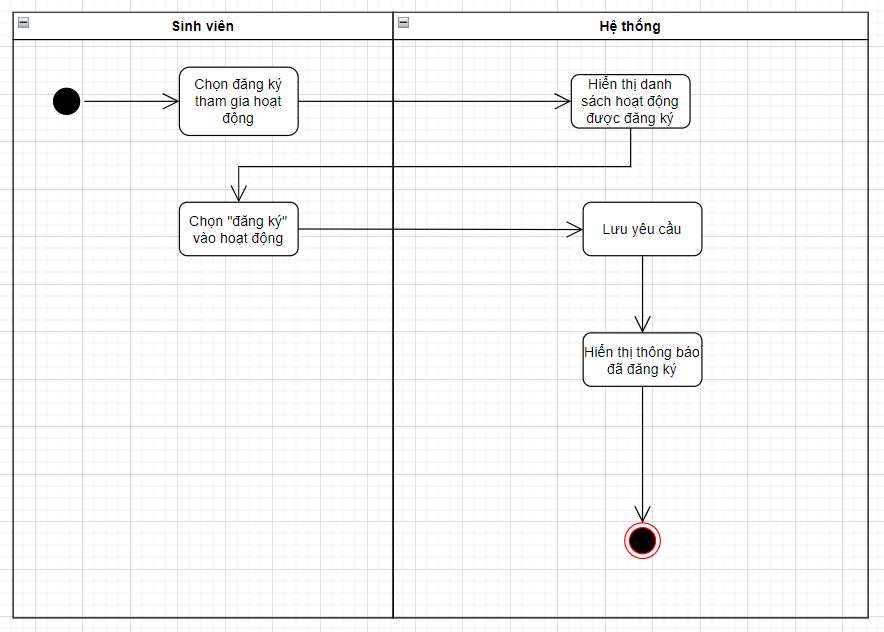 Sinh viên
Hệ thống
Chọn đăng ký
tham gia hoạt
động
Hiển thị danh
sách hoạt động
được đăng ký
Chọn "đăng ký"
vào hoạt động
Lưu yêu cầu
Hiển thị thông báo
đã đăng ký